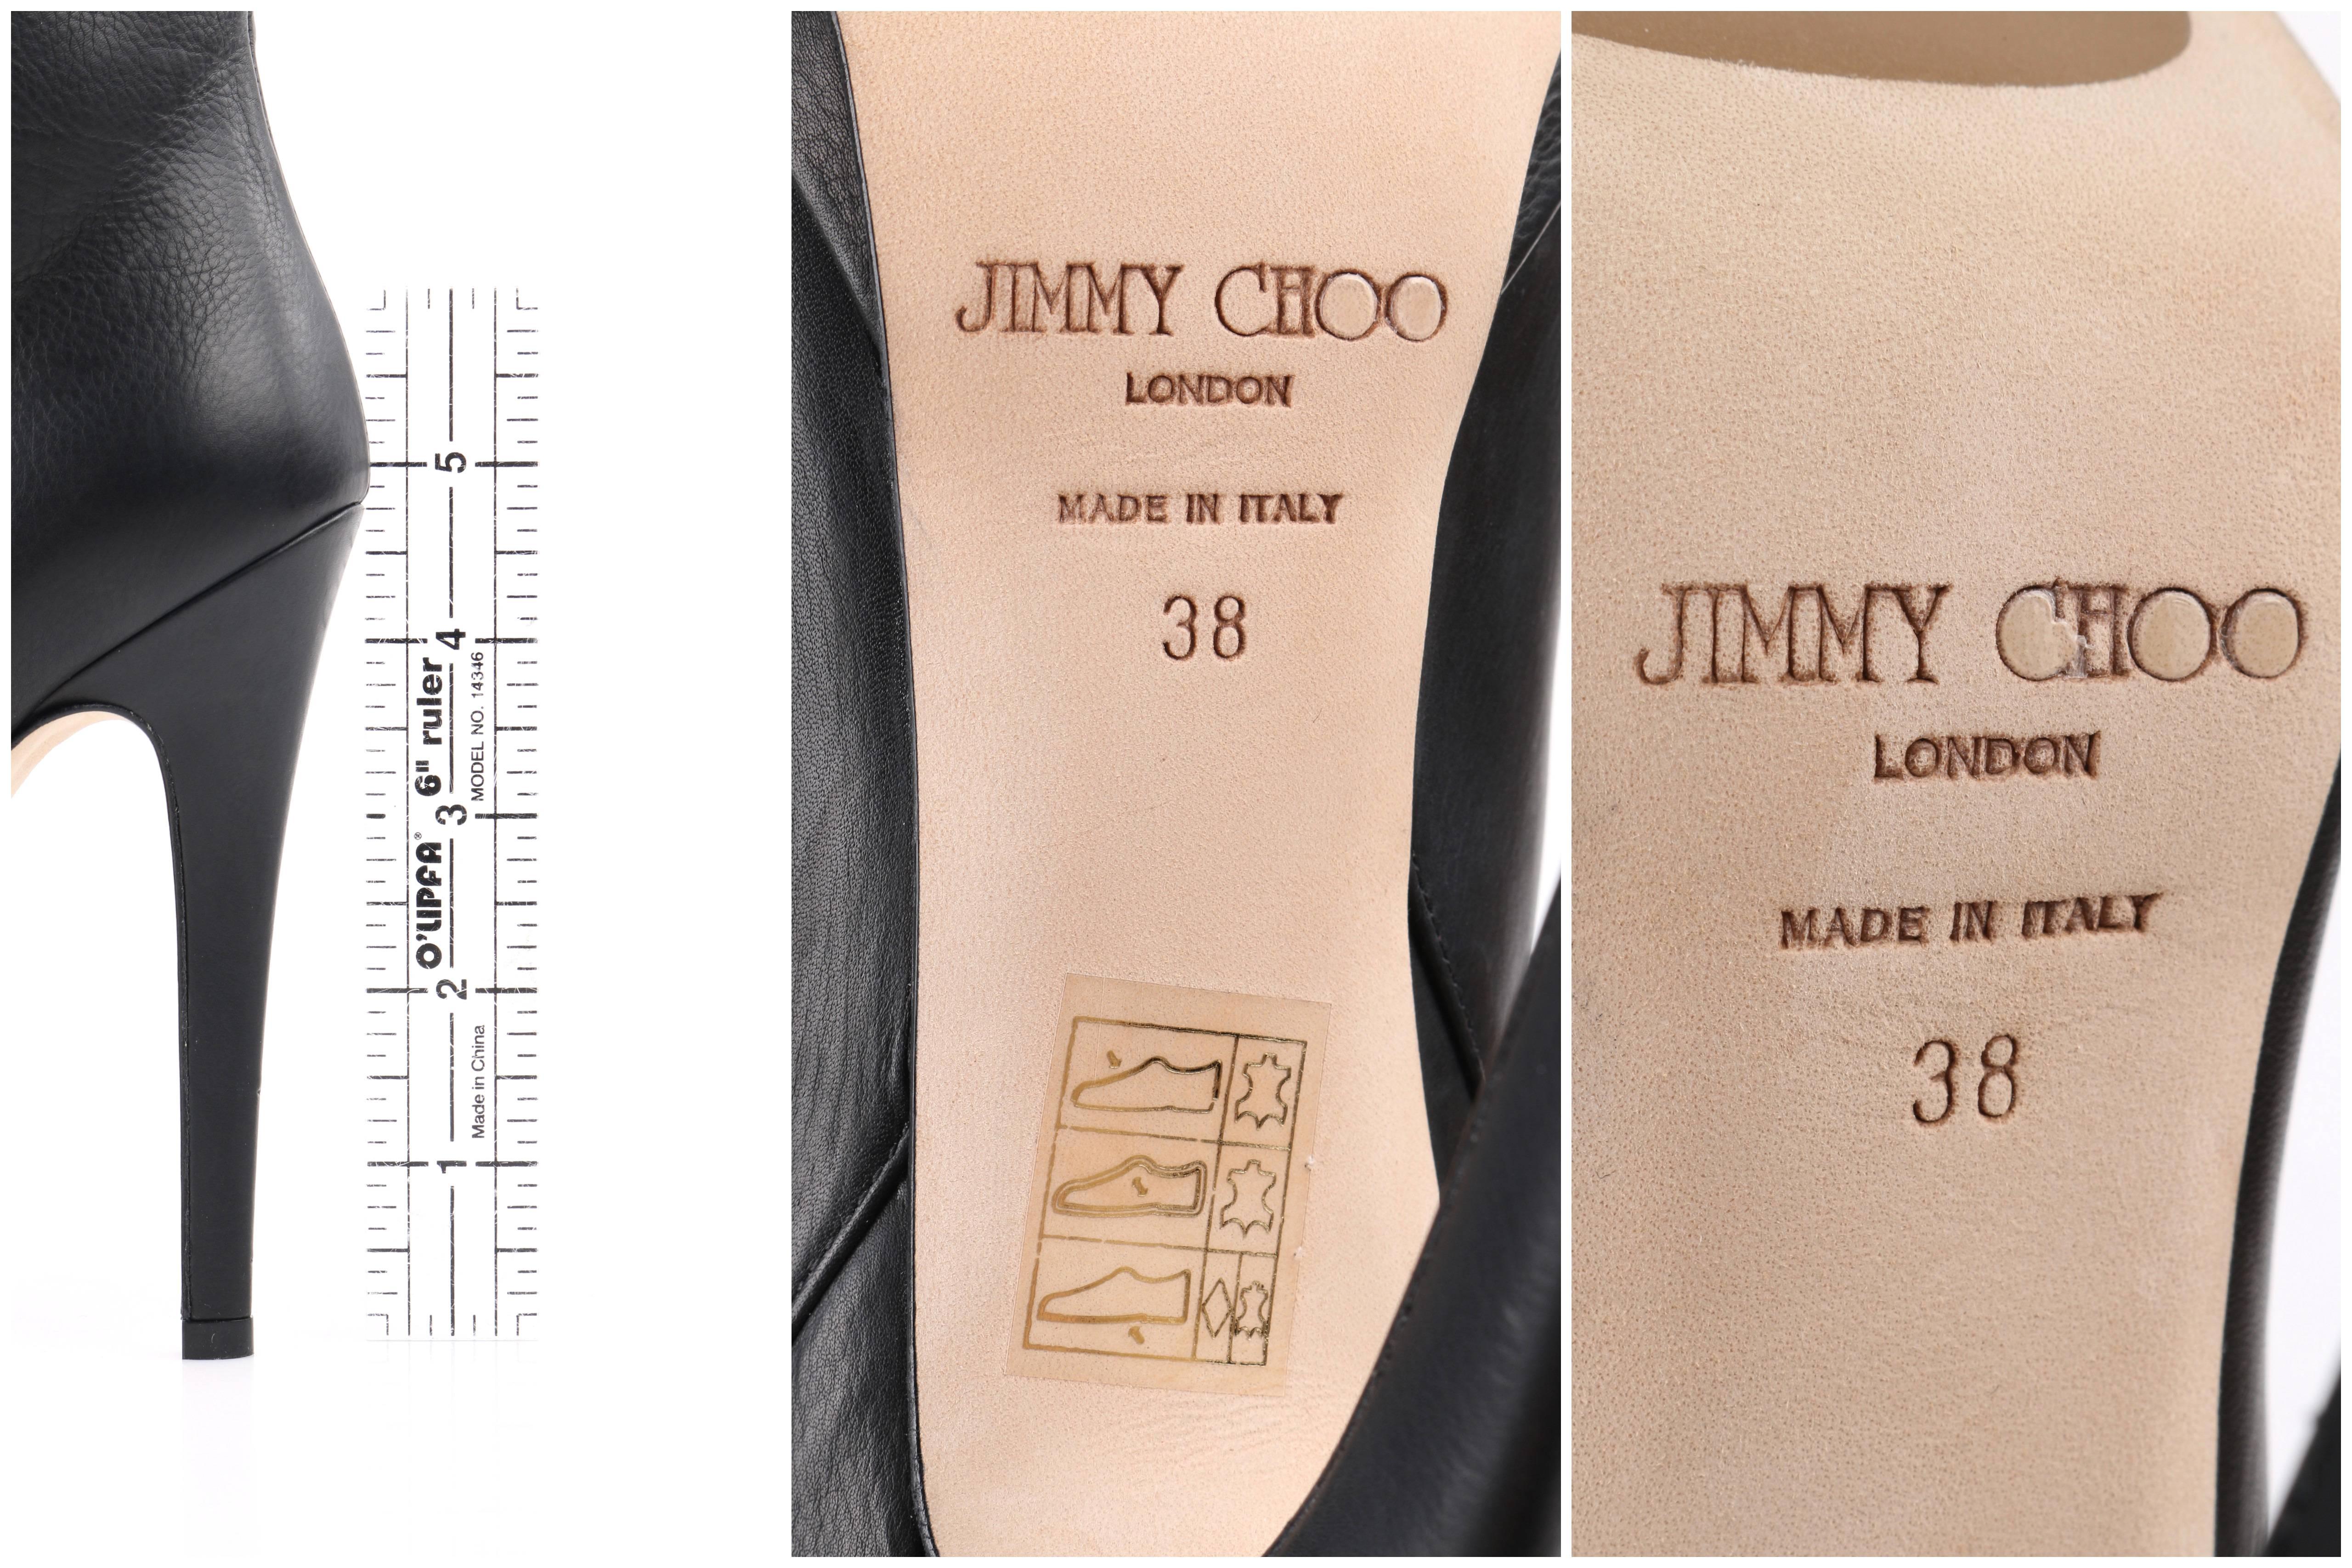 5
4
3
2
1
O'LIPFA® 6" ruler
MODEL NO. 14346
Made in China
JIMMY CHOO
LONDON
MADE IN ITALY
38
JIMMY CHOO
LONDON
MADE IN ITALY
38